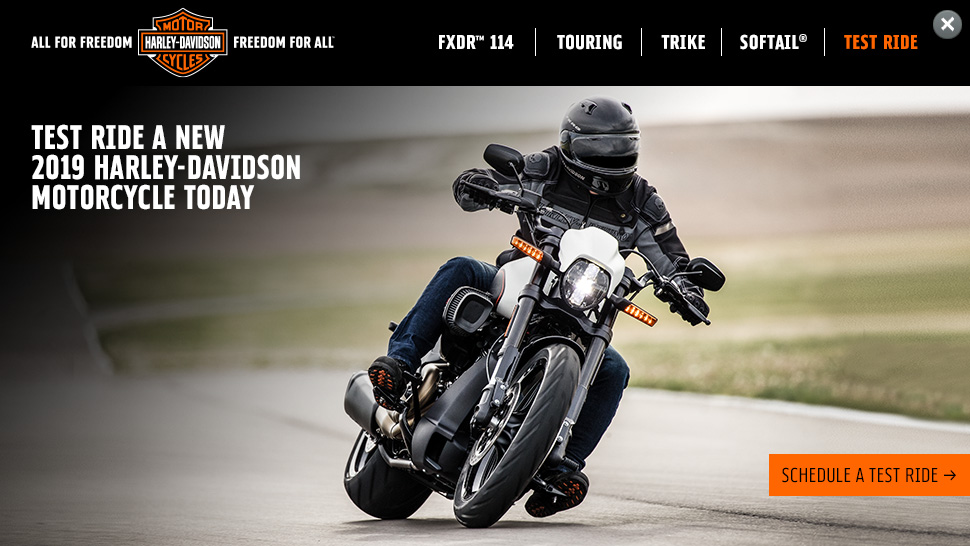 ALL FOR FREEDOM
MOTOR
HARLEY-DAVIDSON
CYCLES
FREEDOM FOR ALL
FXDR™ 114
TOURING
TRIKE
SOFTAIL®
TEST RIDE
TEST RIDE A NEW
2019 HARLEY-DAVIDSON
MOTORCYCLE TODAY
SCHEDULE A TEST RIDE →